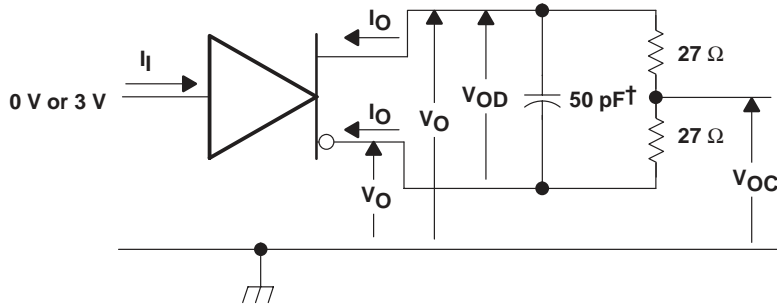 I_O
I_I
27 Ω
0 V or 3 V
V_OD
50 pF†
I_O
V_O
27 Ω
V_O
V_OC